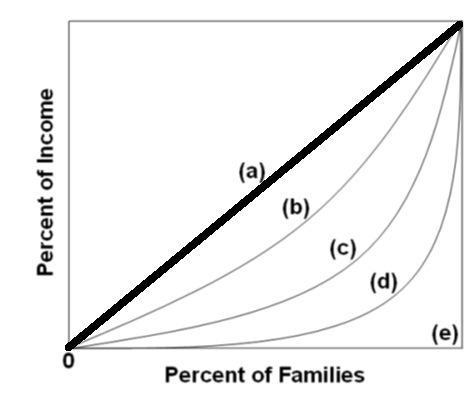 Percent of Income
(a)
(b)
(c)
(d)
(e)
0
Percent of Families